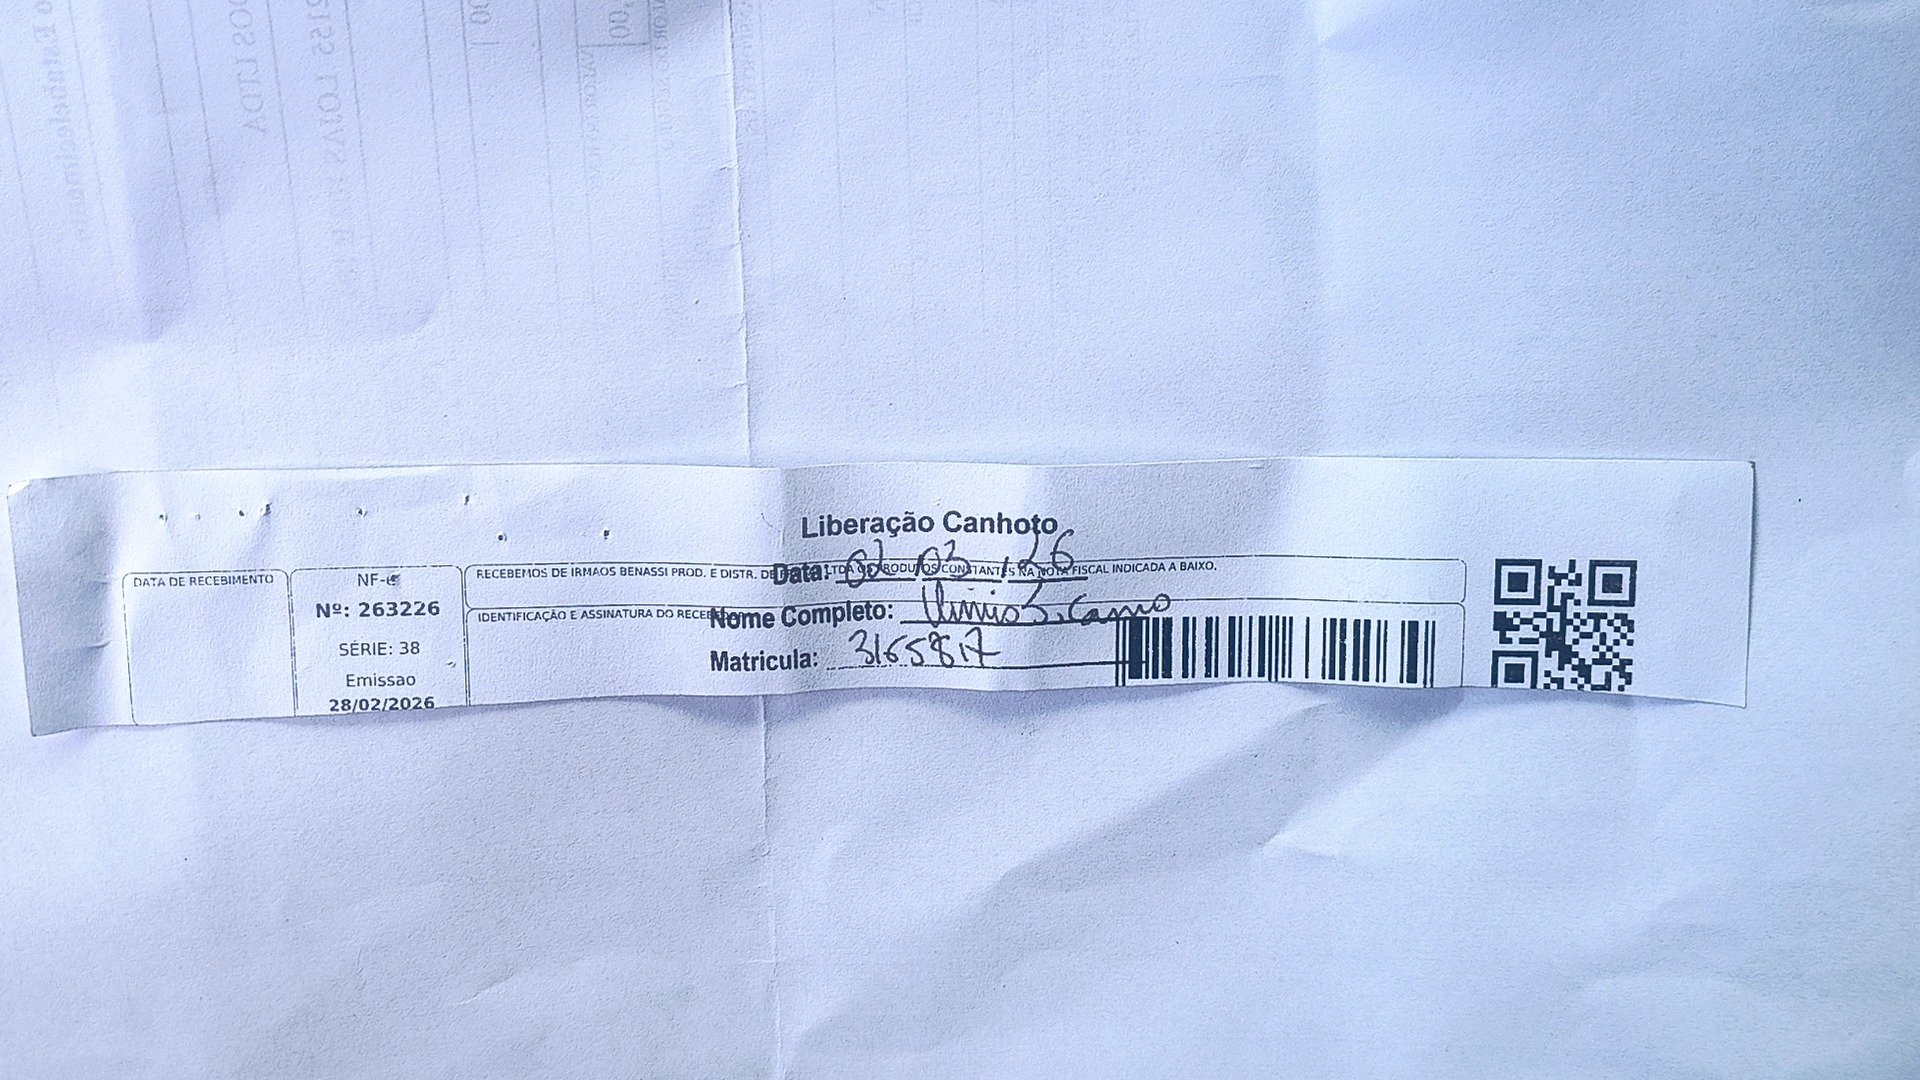 Liberação Canhoto
DATA DE RECEBIMENTO
NF-e
Nº: 263226
SÉRIE: 38
Emissao
28/02/2026
RECEBEMOS DE IRMAOS BENASSI PROD. E DISTR. DE LTDA OS PRODUTOS CONSTANTES NA NOTA FISCAL INDICADA A BAIXO.
Data: 02 / 03 / 26
IDENTIFICAÇÃO E ASSINATURA DO RECEBEDOR
Nome Completo:
Matricula: 3165817